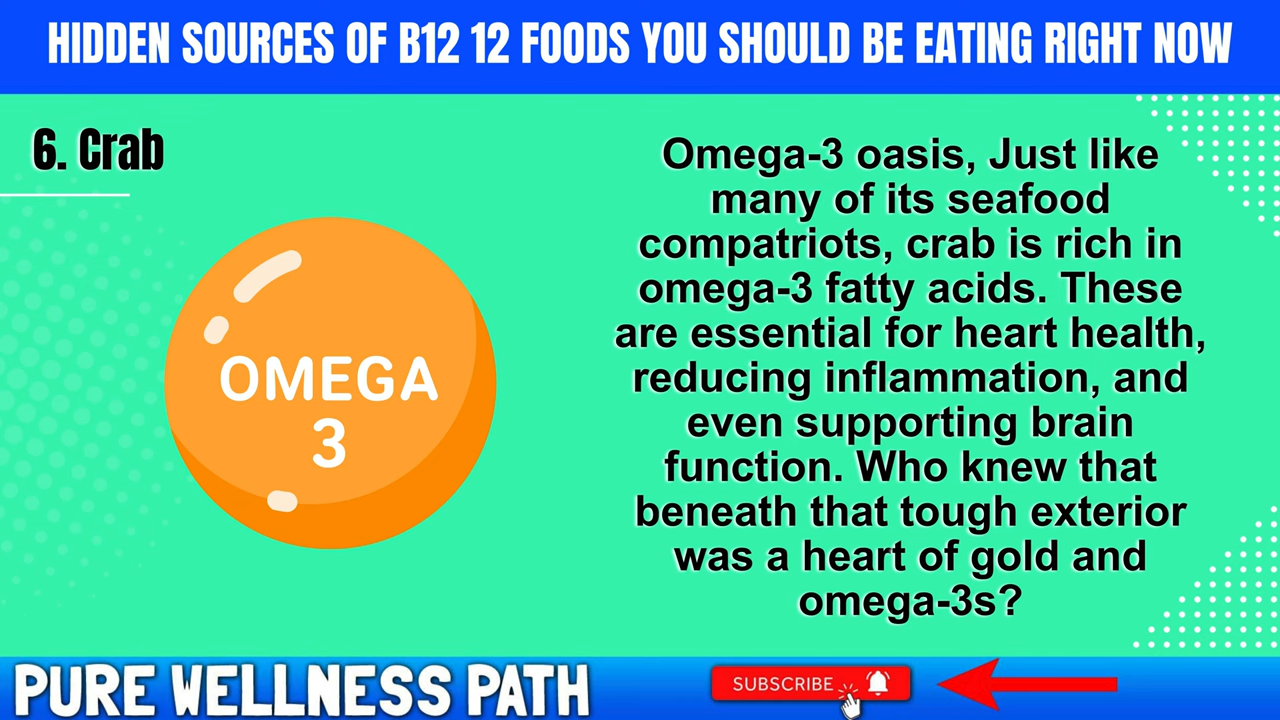 HIDDEN SOURCES OF B12 12 FOODS YOU SHOULD BE EATING RIGHT NOW
6. Crab
OMEGA
3
Omega-3 oasis, Just like
many of its seafood
compatriots, crab is rich in
omega-3 fatty acids. These
are essential for heart health,
reducing inflammation, and
even supporting brain
function. Who knew that
beneath that tough exterior
was a heart of gold and
omega-3s?
PURE WELLNESS PATH
SUBSCRIBE